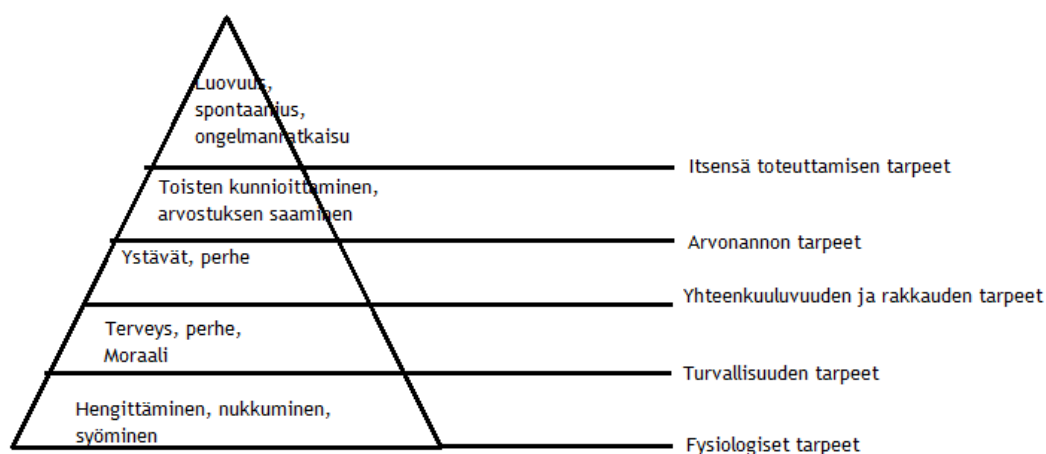 Luovuus,
spontaanius,
ongelmanratkaisu
Itsensä toteuttamisen tarpeet
Toisten kunnioittaminen,
arvostuksen saaminen
Arvonannon tarpeet
Ystävät, perhe
Yhteenkuuluvuuden ja rakkauden tarpeet
Terveys, perhe,
Moraali
Turvallisuuden tarpeet
Hengittäminen, nukkuminen,
syöminen
Fysiologiset tarpeet